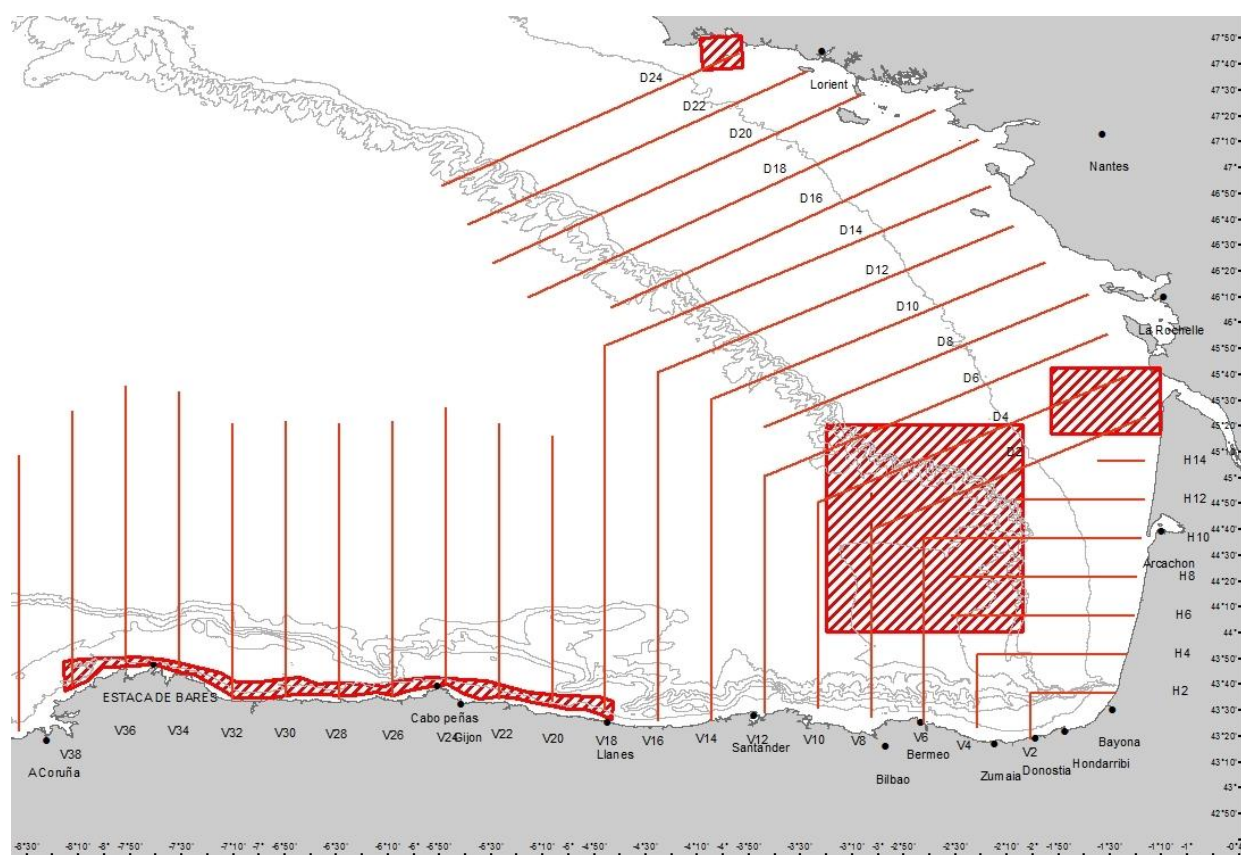 47°50'
47°40'
D24
Lorient
47°30'
D22
47°20'
D20
47°10'
Nantes
47°
D18
46°50'
D16
46°40'
D14
46°30'
D12
46°20'
D10
46°10'
La Rochelle
46°
D8
45°50'
D6
45°40'
45°30'
D4
45°20'
D2
45°10'
H14
45°
H12
44°50'
H10
44°40'
Arcachon
44°30'
H8
44°20'
H6
44°10'
44°
H4
43°50'
H2
43°40'
ESTACA DE BARES
43°30'
Cabo peñas
V38 V36 V34 V32 V30 V28 V26 V24 Gijon V22 V20 V18 V16 V14 V12 V10 V8 V6 V4 V2
Llanes
Santander
Bermeo
Donostia
Bayona
Hondarribi
43°20'
A Coruña
Bilbao
Zumaia
43°10'
43°
42°50'
-8°30' -8°10' -8° -7°50' -7°30' -7°10' -7° -6°50' -6°30' -6°10' -6° -5°50' -5°30' -5°10' -5° -4°50' -4°30' -4°10' -4° -3°50' -3°30' -3°10' -3° -2°50' -2°30' -2°10' -2° -1°50' -1°30' -1°10' -1°